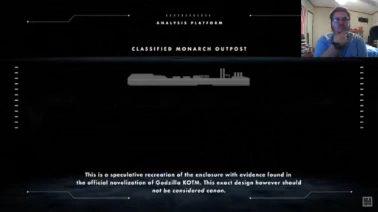 ANALYSIS PLATFORM
CLASSIFIED MONARCH OUTPOST
This is a speculative recreation of the enclosure with evidence found in
the official novelization of Godzilla KOTM. This exact design however should
not be considered canon.